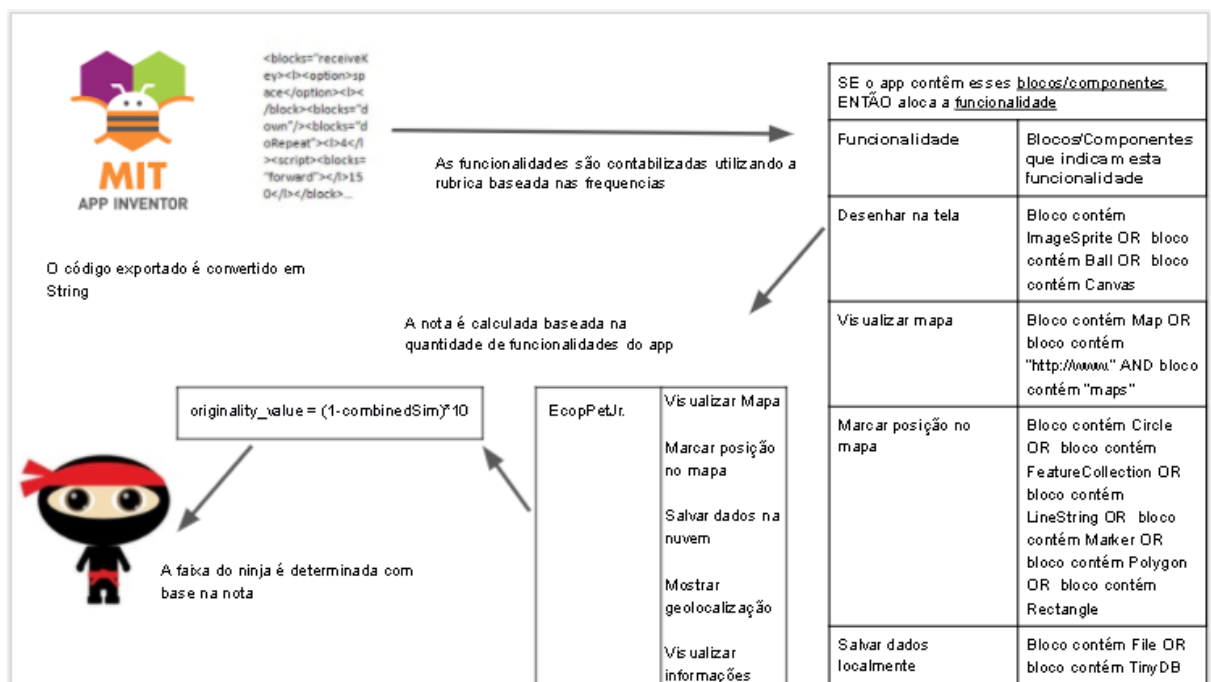 <blocks="receiveK
ey><l><option>sp
ace</option><l><
/block><blocks="d
own"/><blocks="d
oRepeat"><l>4</l
><script><blocks=
"forward"></l>15
0</l></block>...
MIT
APP INVENTOR
O código exportado é convertido em
String
As funcionalidades são contabilizadas utilizando a
rubrica baseada nas frequencias
SE o app contêm esses blocos/componentes
ENTÃO aloca a funcionalidade
Funcionalidade
Blocos/Componentes
que indicam esta
funcionalidade
Desenhar na tela
Bloco contém
ImageSprite OR bloco
contém Ball OR bloco
contém Canvas
Visualizar mapa
Bloco contém Map OR
bloco contém
"http://www" AND bloco
contém "maps"
Marcar posição no
mapa
Bloco contém Circle
OR bloco contém
FeatureCollection OR
bloco contém
LineString OR bloco
contém Marker OR
bloco contém Polygon
OR bloco contém
Rectangle
Salvar dados
localmente
Bloco contém File OR
bloco contém TinyDB
A nota é calculada baseada na
quantidade de funcionalidades do app
EcopPetJr.
Visualizar Mapa
Marcar posição
no mapa
Salvar dados na
nuvem
Mostrar
geolocalização
Visualizar
informações
originality_value = (1-combinedSim)*10
A faixa do ninja é determinada com
base na nota